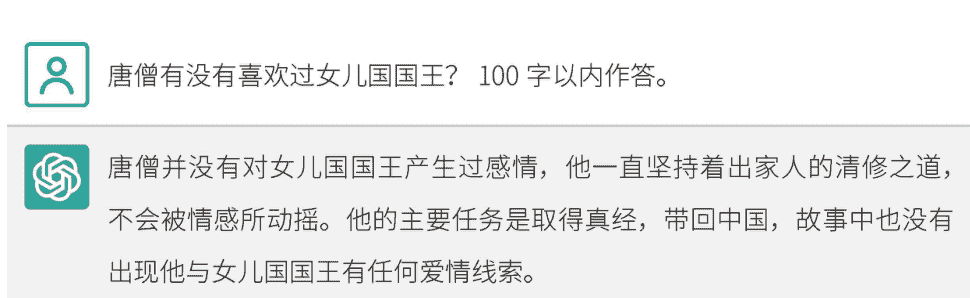 唐僧有没有喜欢过女儿国国王? 100 字以内作答。
唐僧并没有对女儿国国王产生过感情，他一直坚持着出家人的清修之道，
不会被情感所动摇。他的主要任务是取得真经，带回中国，故事中也没有
出现他与女儿国国王有任何爱情线索。